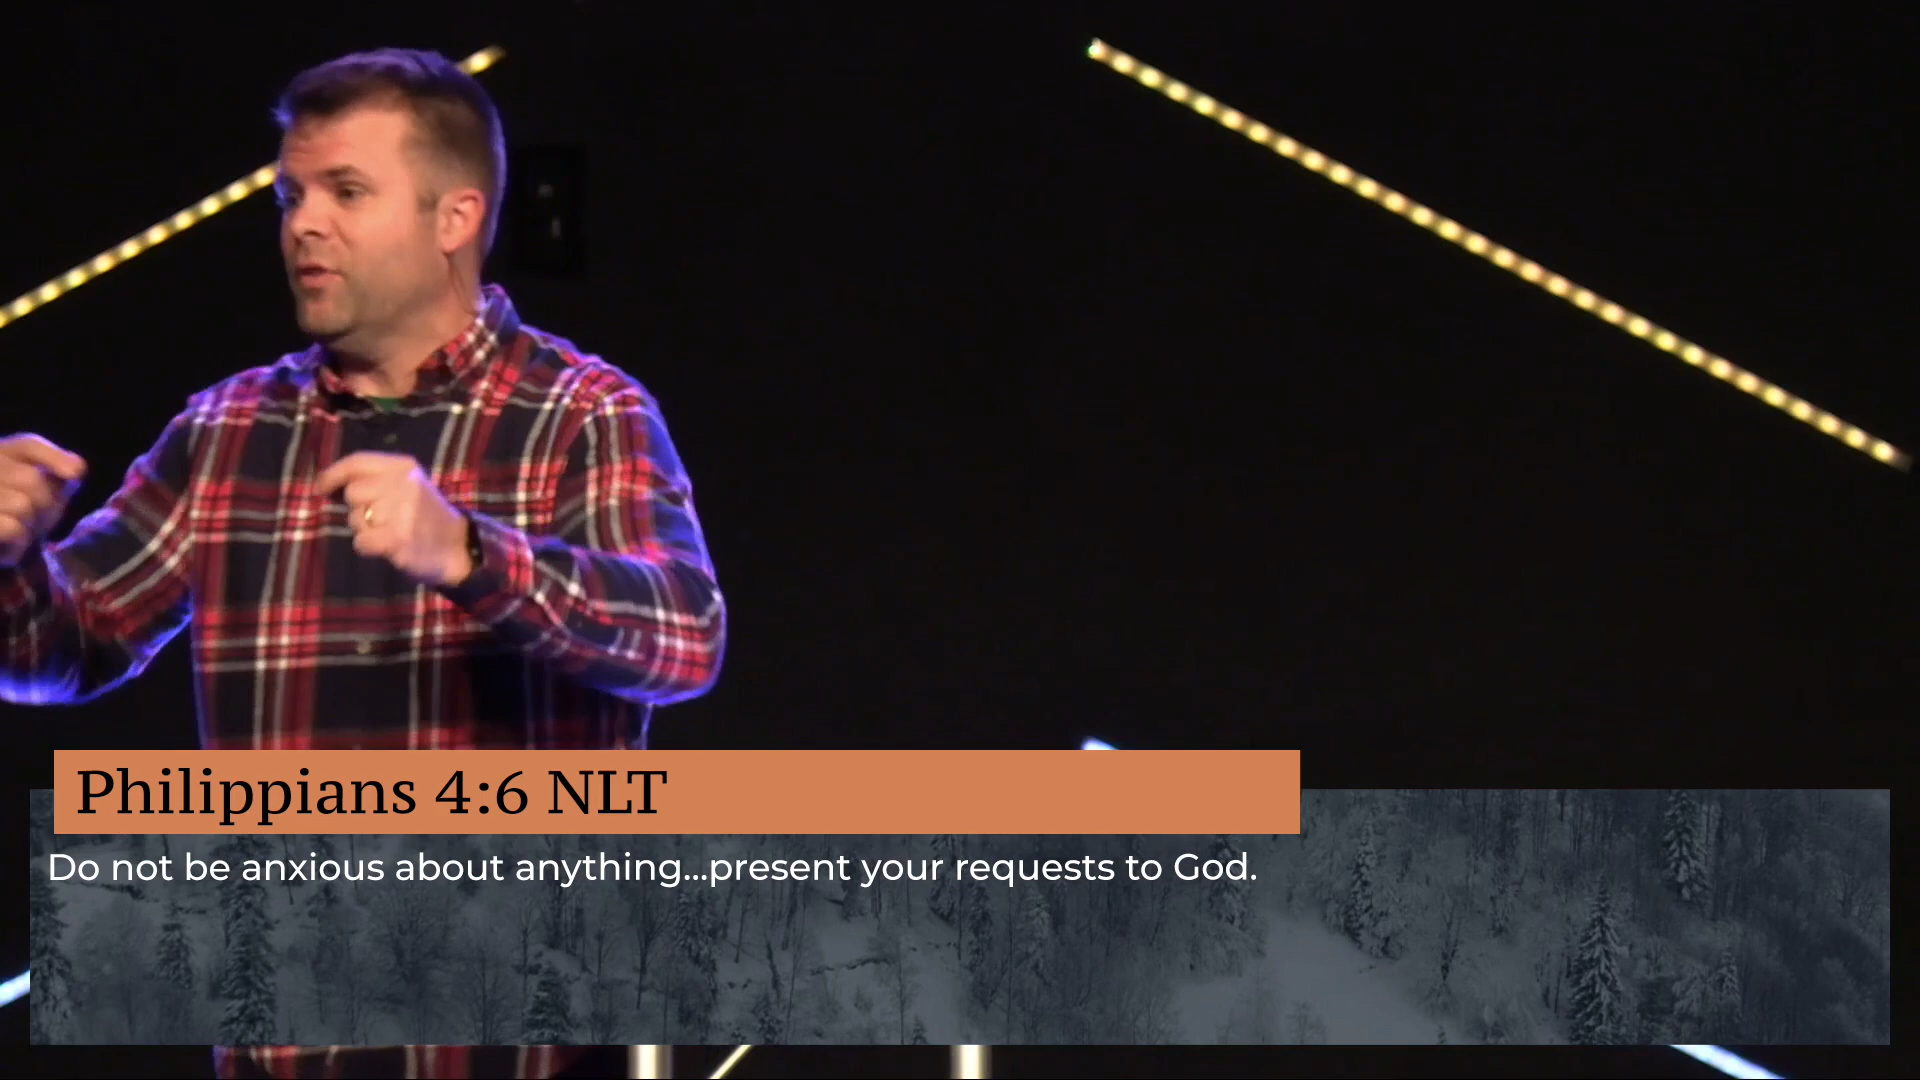 Philippians 4:6 NLT
Do not be anxious about anything...present your requests to God.